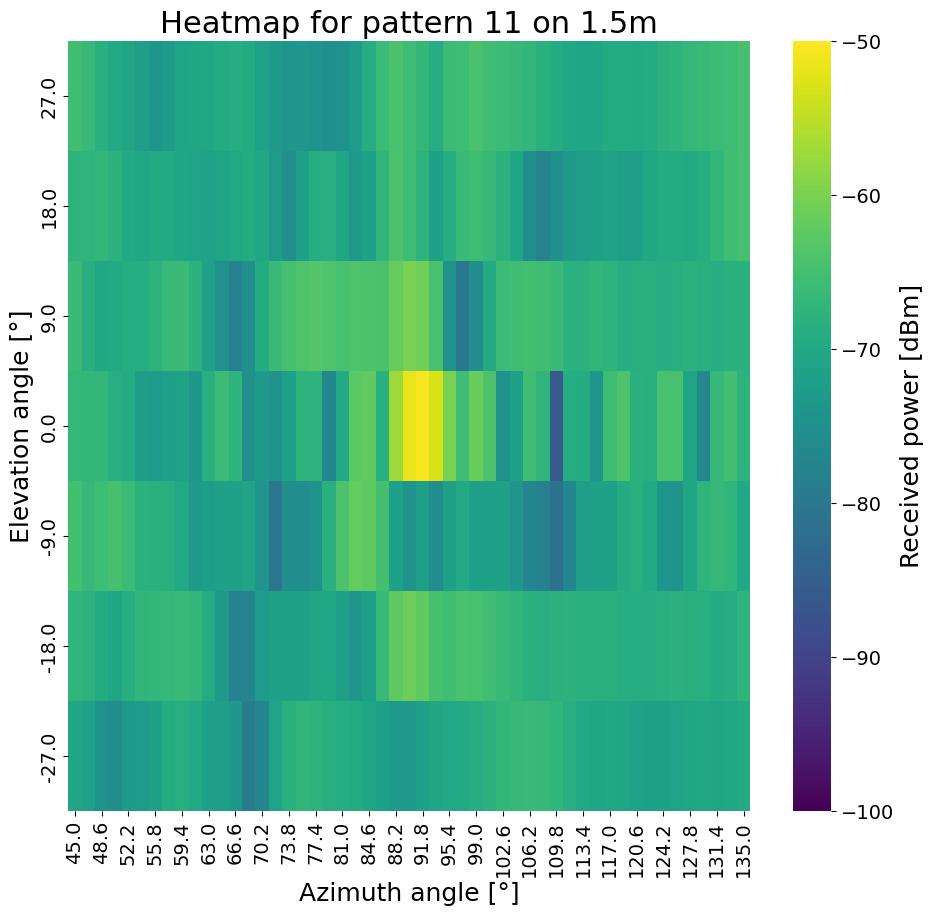 Heatmap for pattern 11 on 1.5m
Elevation angle [°]
27.0
18.0
9.0
0.0
-9.0
-18.0
-27.0
45.0 48.6 52.2 55.8 59.4 63.0 66.6 70.2 73.8 77.4 81.0 84.6 88.2 91.8 95.4 99.0 102.6 106.2 109.8 113.4 117.0 120.6 124.2 127.8 131.4 135.0
Azimuth angle [°]
−50
−60
−70
−80
−90
−100
Received power [dBm]